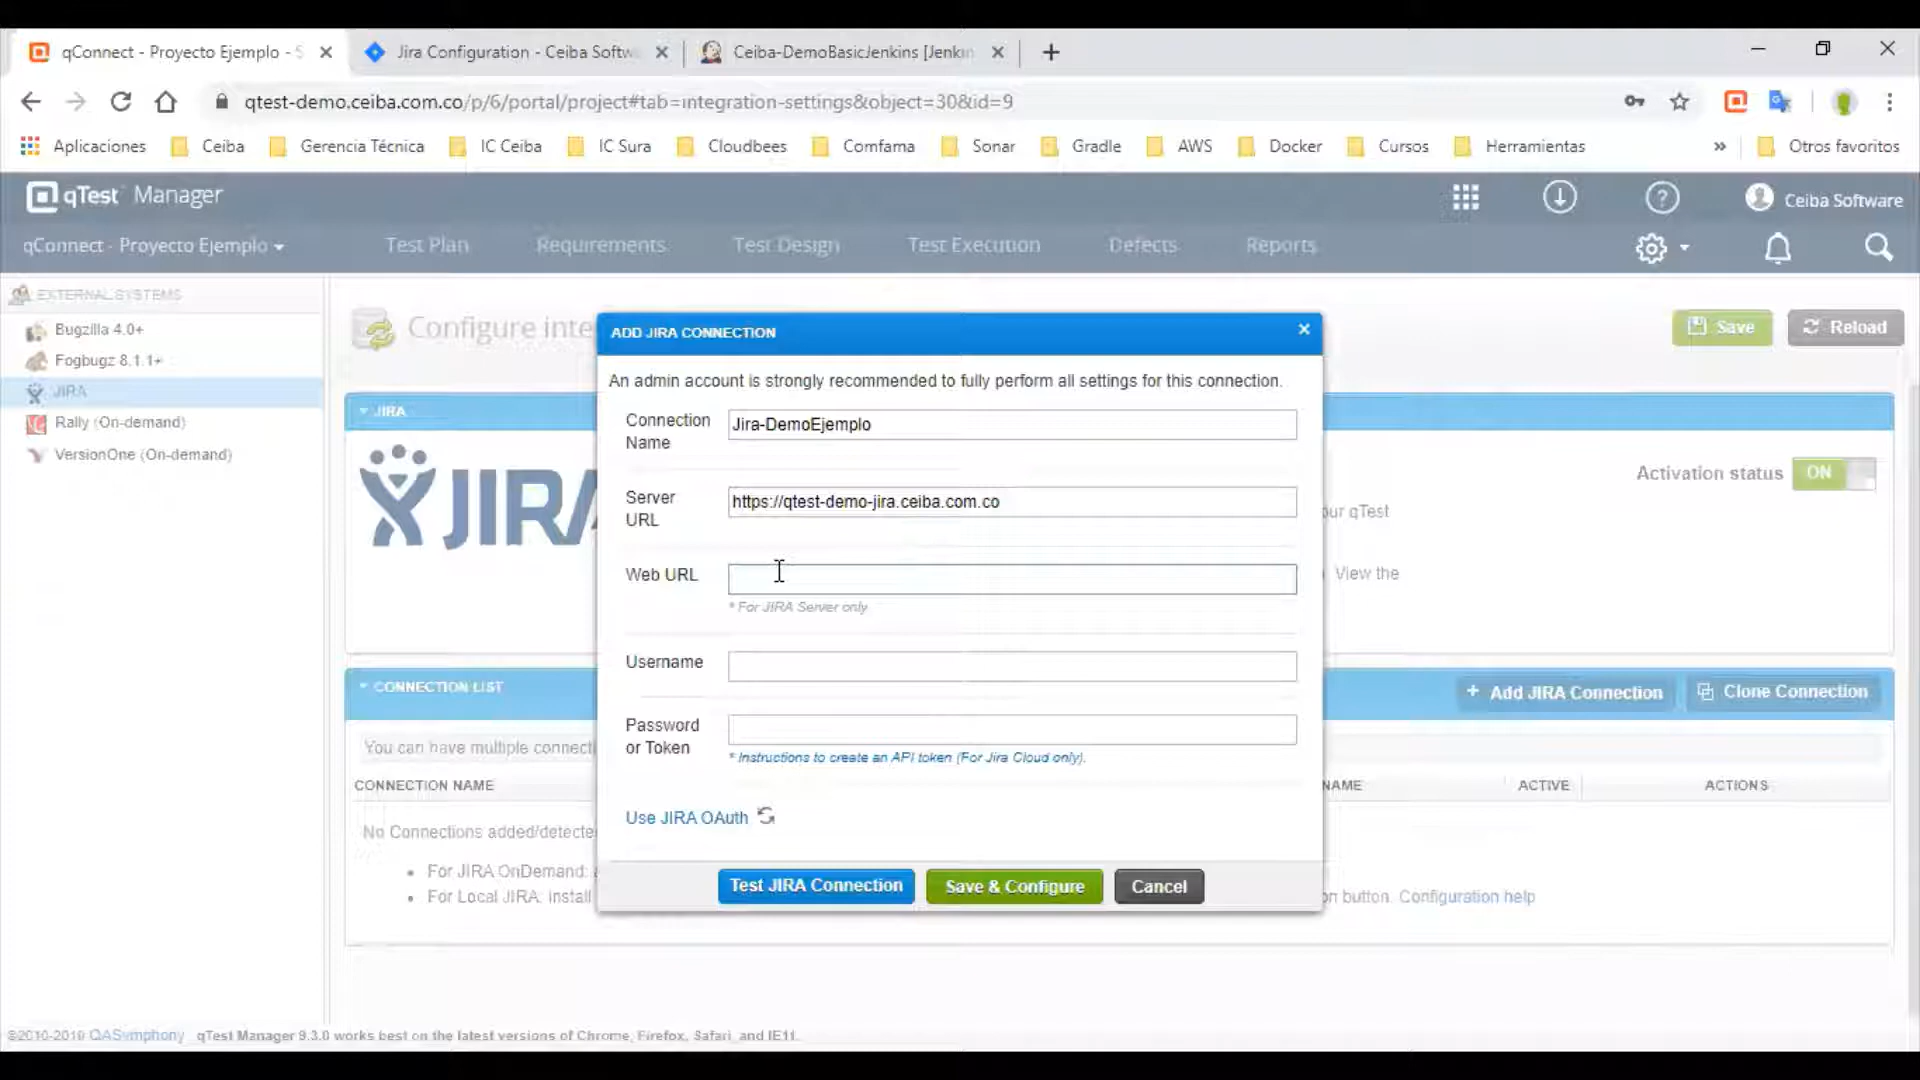 qConnect - Proyecto Ejemplo - S
Jira Configuration - Ceiba Softw
Ceiba-DemoBasicJenkins [Jenkin
qtest-demo.ceiba.com.co/p/6/portal/project#tab=integration-settings&object=30&id=9
Aplicaciones
Ceiba
Gerencia Técnica
IC Ceiba
IC Sura
Cloudbees
Comfama
Sonar
Gradle
AWS
Docker
Cursos
Herramientas
»
Otros favoritos
qTest Manager
Ceiba Software
qConnect - Proyecto Ejemplo
Test Plan
Requirements
Test Design
Test Execution
Defects
Reports
EXTERNAL SYSTEMS
Bugzilla 4.0+
Fogbugz 8.1.1+
JIRA
Rally (On-demand)
VersionOne (On-demand)
Configure inte
Save
Reload
JIRA
JIRA
Activation status
ON
our qTest
View the
ADD JIRA CONNECTION
An admin account is strongly recommended to fully perform all settings for this connection.
Connection Name
Jira-DemoEjemplo
Server URL
https://qtest-demo-jira.ceiba.com.co
Web URL
* For JIRA Server only
Username
Password or Token
* Instructions to create an API token (For Jira Cloud only).
Use JIRA OAuth
Test JIRA Connection
Save & Configure
Cancel
CONNECTION LIST
+ Add JIRA Connection
Clone Connection
You can have multiple connecti
CONNECTION NAME
NAME
ACTIVE
ACTIONS
No Connections added/detecte
• For JIRA OnDemand:
• For Local JIRA: install
on button. Configuration help
©2010-2019 QASymphony qTest Manager 9.3.0 works best on the latest versions of Chrome, Firefox, Safari, and IE11.